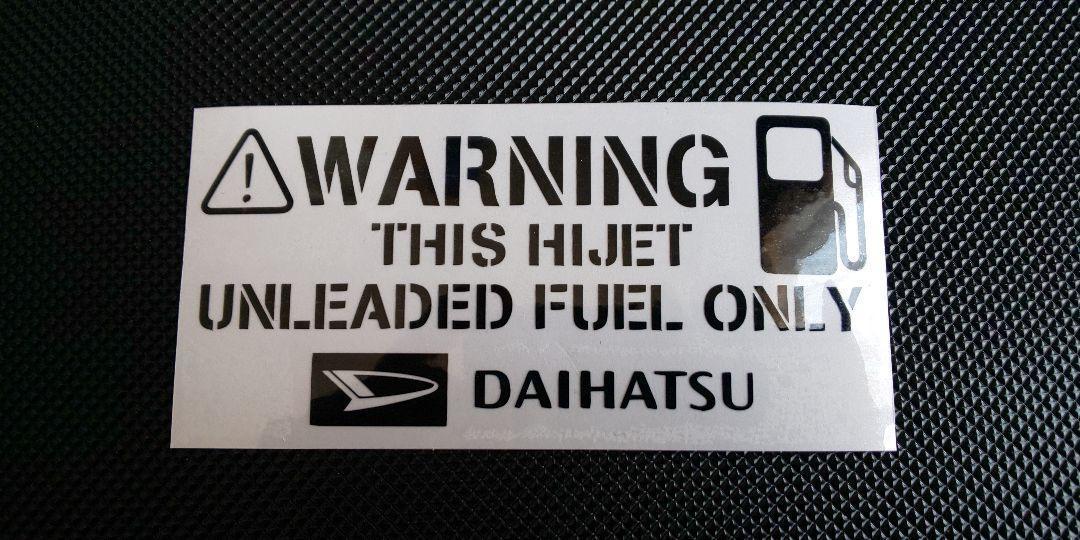 WARNING
THIS HIJET
UNLEADED FUEL ONLY
DAIHATSU